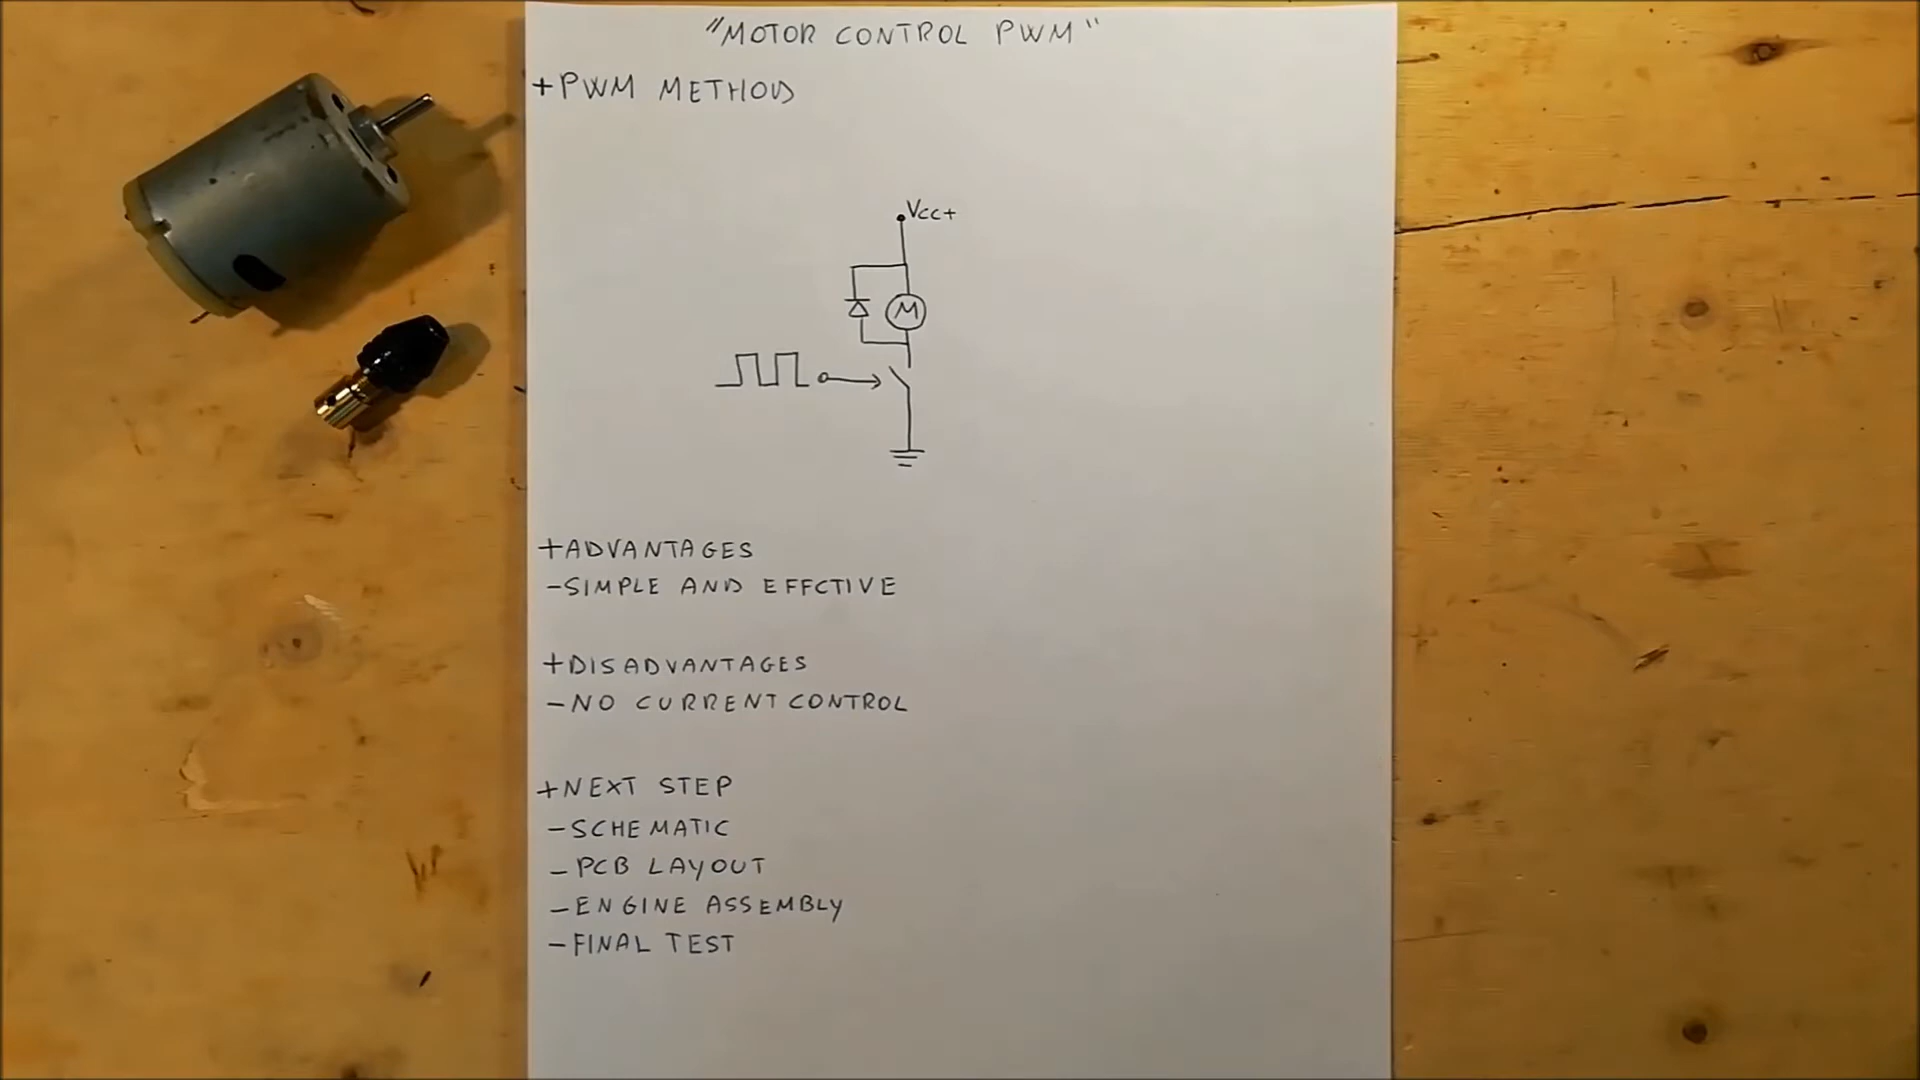 "MOTOR CONTROL PWM"
+PWM METHOD
Vcc+
M
+ADVANTAGES
-SIMPLE AND EFFCTIVE
+DISADVANTAGES
-NO CURRENT CONTROL
+NEXT STEP
-SCHEMATIC
-PCB LAYOUT
-ENGINE ASSEMBLY
-FINAL TEST